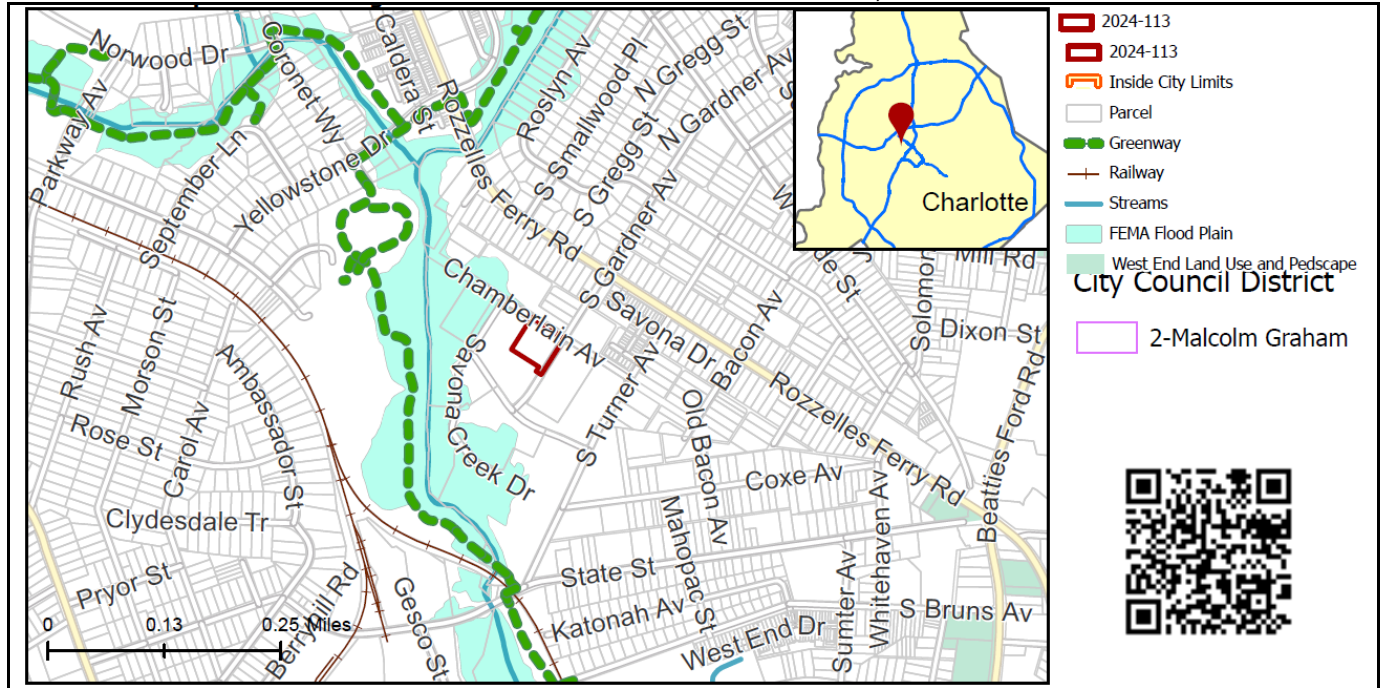 Norwood Dr
Parkway Av
Coronet Wy
Caldera St
Rozzelles Ferry Rd
Roslyn Av
S Smallwood Pl
N Gregg St
S Gregg St
N Gardner Av
S Gardner Av
September Ln
Yellowstone Dr
Chamberlain Av
Savona Dr
Savona Creek Dr
S Turner Av
Bacon Av
Old Bacon Av
Rozzelles Ferry Rd
Solomon
Mill Rd
Dixon St
Beatties Ford Rd
Rush Av
Morson St
Ambassador St
Rose St
Carol Av
Clydesdale Tr
Pryor St
Berryhill Rd
Gesco St
Coxe Av
Mahopac St
Whitehaven Av
State St
Katonah Av
West End Dr
Sumter Av
S Bruns Av
0 0.13 0.25 Miles
Charlotte
2024-113
2024-113
Inside City Limits
Parcel
Greenway
Railway
Streams
FEMA Flood Plain
West End Land Use and Pedscape
City Council District
2-Malcolm Graham